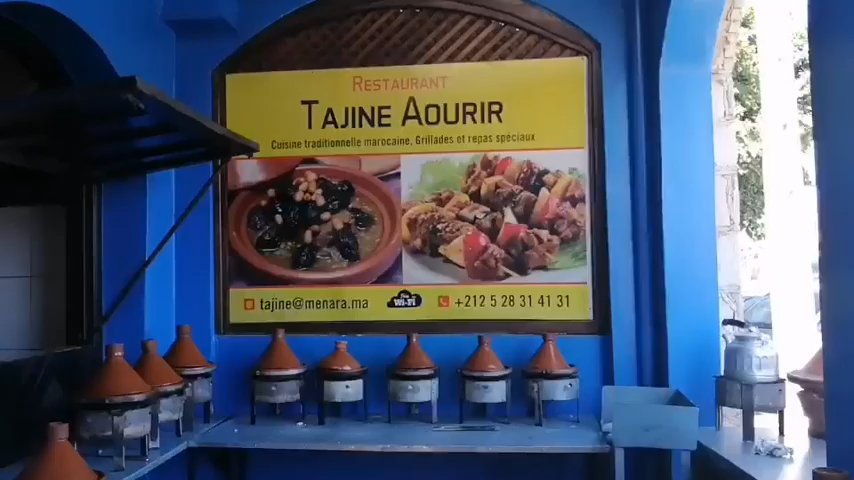 RESTAURANT
TAJINE AOURIR
Cuisine traditionnelle marocaine, Grillades et repas spéciaux
tajine@menara.ma
Free
Wi-Fi
+212 5 28 31 41 31